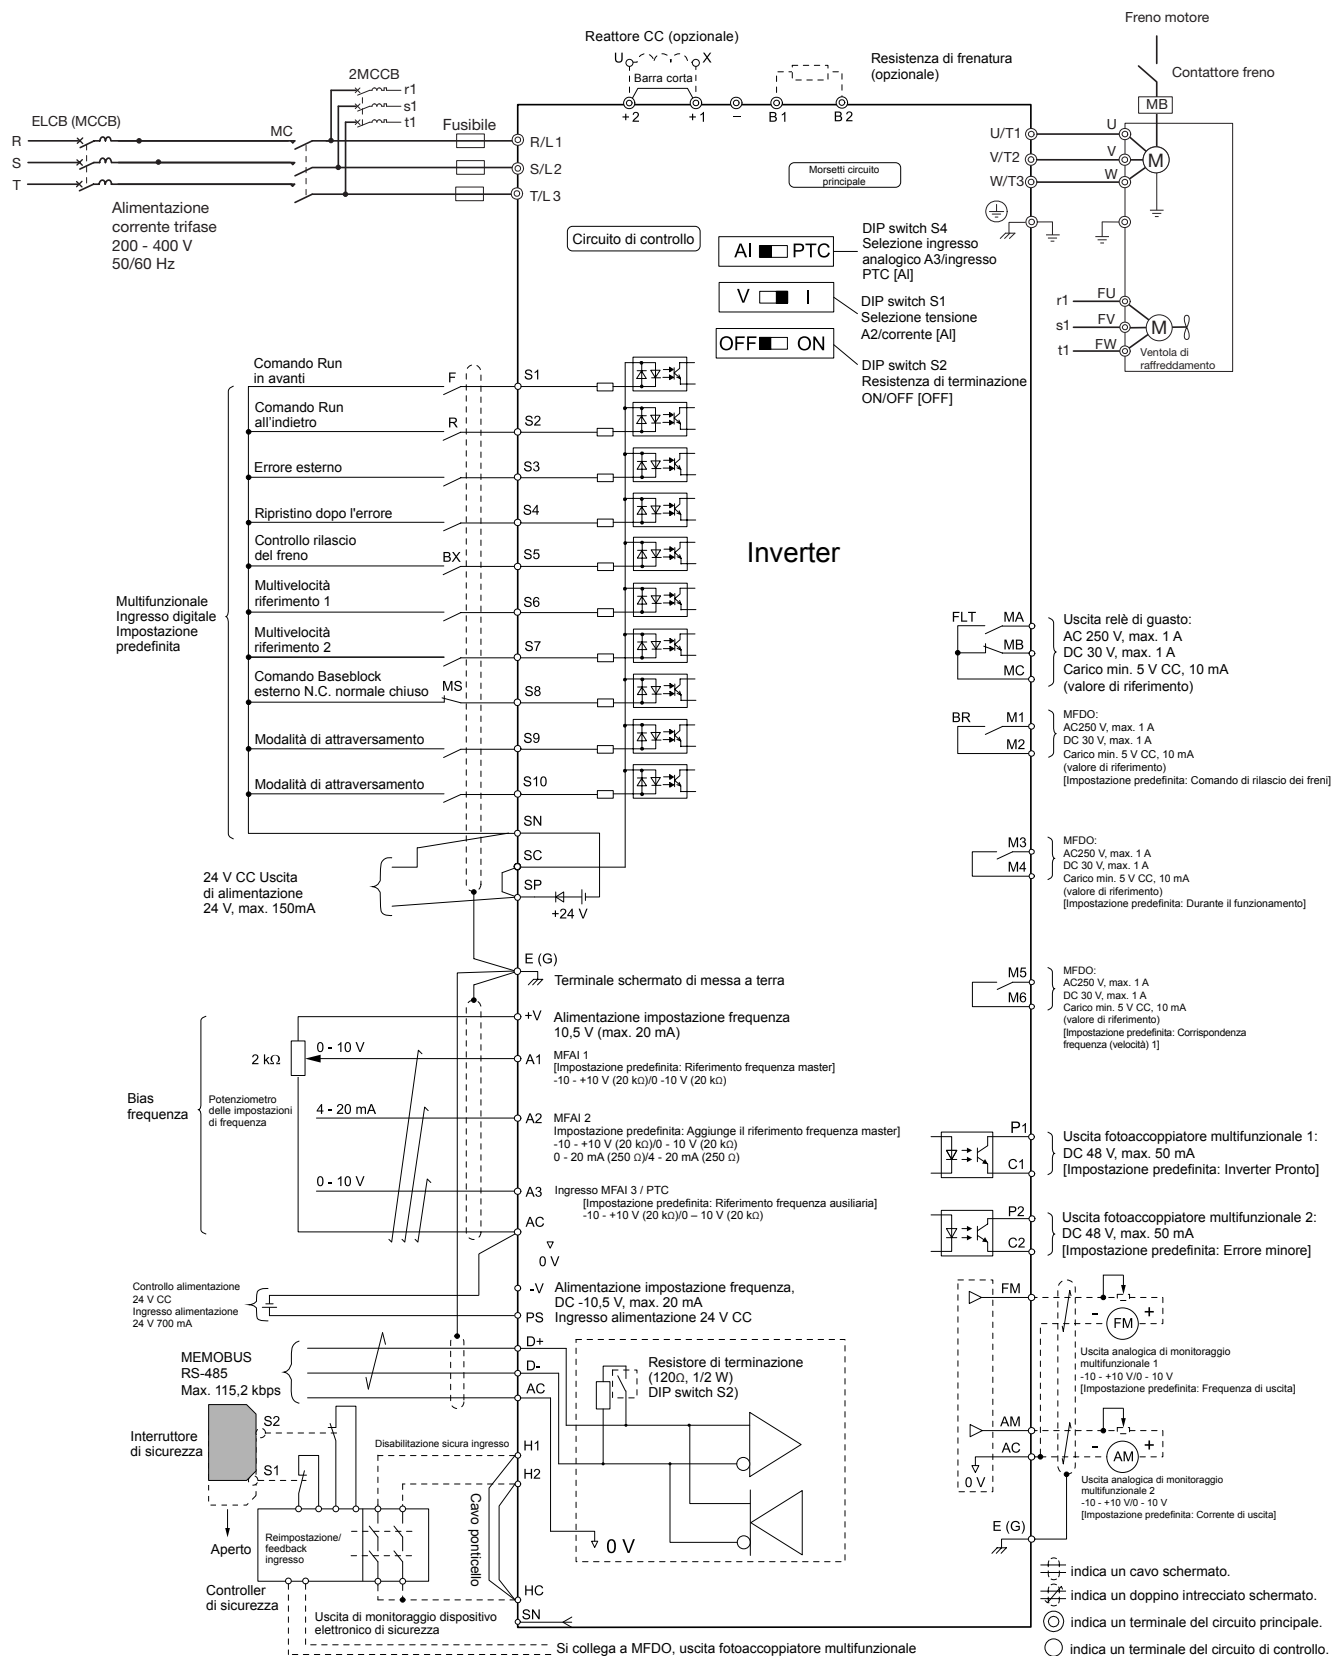 Freno motore
Reattore CC (opzionale)
U X
Barra corta
Resistenza di frenatura
(opzionale)
Contattore freno
MB
2MCCB
r1
s1
t1
ELCB (MCCB)
MC
Fusibile
+2 +1 – B1 B2
R
S
T
R/L1
S/L2
T/L3
U/T1 U
V/T2 V
W/T3 W
M
Morsetti circuito
principale
Alimentazione
corrente trifase
200 - 400 V
50/60 Hz
Circuito di controllo
AI PTC
DIP switch S4
Selezione ingresso
analogico A3/ingresso
PTC [AI]
V I
DIP switch S1
Selezione tensione
A2/corrente [AI]
OFF ON
DIP switch S2
Resistenza di terminazione
ON/OFF [OFF]
r1 FU
s1 FV
t1 FW
M
Ventola di
raffreddamento
Comando Run
in avanti
F S1
Comando Run
all'indietro
R S2
Errore esterno
S3
Ripristino dopo l'errore
S4
Controllo rilascio
del freno
BX S5
Multivelocità
riferimento 1
S6
Multivelocità
riferimento 2
S7
Comando Baseblock
esterno N.C. normale chiuso
MS S8
Modalità di attraversamento
S9
Modalità di attraversamento
S10
Multifunzionale
Ingresso digitale
Impostazione
predefinita
Inverter
SN
SC
SP
+24 V
24 V CC Uscita
di alimentazione
24 V, max. 150mA
FLT MA
MB
MC
Uscita relè di guasto:
AC 250 V, max. 1 A
DC 30 V, max. 1 A
Carico min. 5 V CC, 10 mA
(valore di riferimento)
BR M1
M2
MFDO:
AC250 V, max. 1 A
DC 30 V, max. 1 A
Carico min. 5 V CC, 10 mA
(valore di riferimento)
[Impostazione predefinita: Comando di rilascio dei freni]
M3
M4
MFDO:
AC250 V, max. 1 A
DC 30 V, max. 1 A
Carico min. 5 V CC, 10 mA
(valore di riferimento)
[Impostazione predefinita: Durante il funzionamento]
M5
M6
MFDO:
AC250 V, max. 1 A
DC 30 V, max. 1 A
Carico min. 5 V CC, 10 mA
(valore di riferimento)
[Impostazione predefinita: Corrispondenza
frequenza (velocità) 1]
E (G)
Terminale schermato di messa a terra
+V
Alimentazione impostazione frequenza
10,5 V (max. 20 mA)
2 kΩ
0 - 10 V
A1
MFAI 1
[Impostazione predefinita: Riferimento frequenza master]
-10 - +10 V (20 kΩ)/0 -10 V (20 kΩ)
Bias
frequenza
Potenziometro
delle impostazioni
di frequenza
4 - 20 mA
A2
MFAI 2
Impostazione predefinita: Aggiunge il riferimento frequenza master]
-10 - +10 V (20 kΩ)/0 - 10 V (20 kΩ)
0 - 20 mA (250 Ω)/4 - 20 mA (250 Ω)
0 - 10 V
A3
Ingresso MFAI 3 / PTC
[Impostazione predefinita: Riferimento frequenza ausiliaria]
-10 - +10 V (20 kΩ)/0 – 10 V (20 kΩ)
AC
0 V
P1
C1
Uscita fotoaccoppiatore multifunzionale 1:
DC 48 V, max. 50 mA
[Impostazione predefinita: Inverter Pronto]
P2
C2
Uscita fotoaccoppiatore multifunzionale 2:
DC 48 V, max. 50 mA
[Impostazione predefinita: Errore minore]
Controllo alimentazione
24 V CC
Ingresso alimentazione
24 V 700 mA
-V
Alimentazione impostazione frequenza,
DC -10,5 V, max. 20 mA
PS
Ingresso alimentazione 24 V CC
FM
- +
FM
Uscita analogica di monitoraggio
multifunzionale 1
-10 - +10 V/0 - 10 V
[Impostazione predefinita: Frequenza di uscita]
MEMOBUS
RS-485
Max. 115,2 kbps
D+
D-
AC
Resistore di terminazione
(120Ω, 1/2 W)
DIP switch S2)
AM
AC
0 V
- +
AM
Uscita analogica di monitoraggio
multifunzionale 2
-10 - +10 V/0 - 10 V
[Impostazione predefinita: Corrente di uscita]
Interruttore
di sicurezza
S2
S1
Disabilitazione sicura ingresso
H1
H2
Cavo ponticello
Aperto
Reimpostazione/
feedback
ingresso
0 V
E (G)
Controller
di sicurezza
Uscita di monitoraggio dispositivo
elettronico di sicurezza
HC
SN
Si collega a MFDO, uscita fotoaccoppiatore multifunzionale
indica un cavo schermato.
indica un doppino intrecciato schermato.
indica un terminale del circuito principale.
indica un terminale del circuito di controllo.